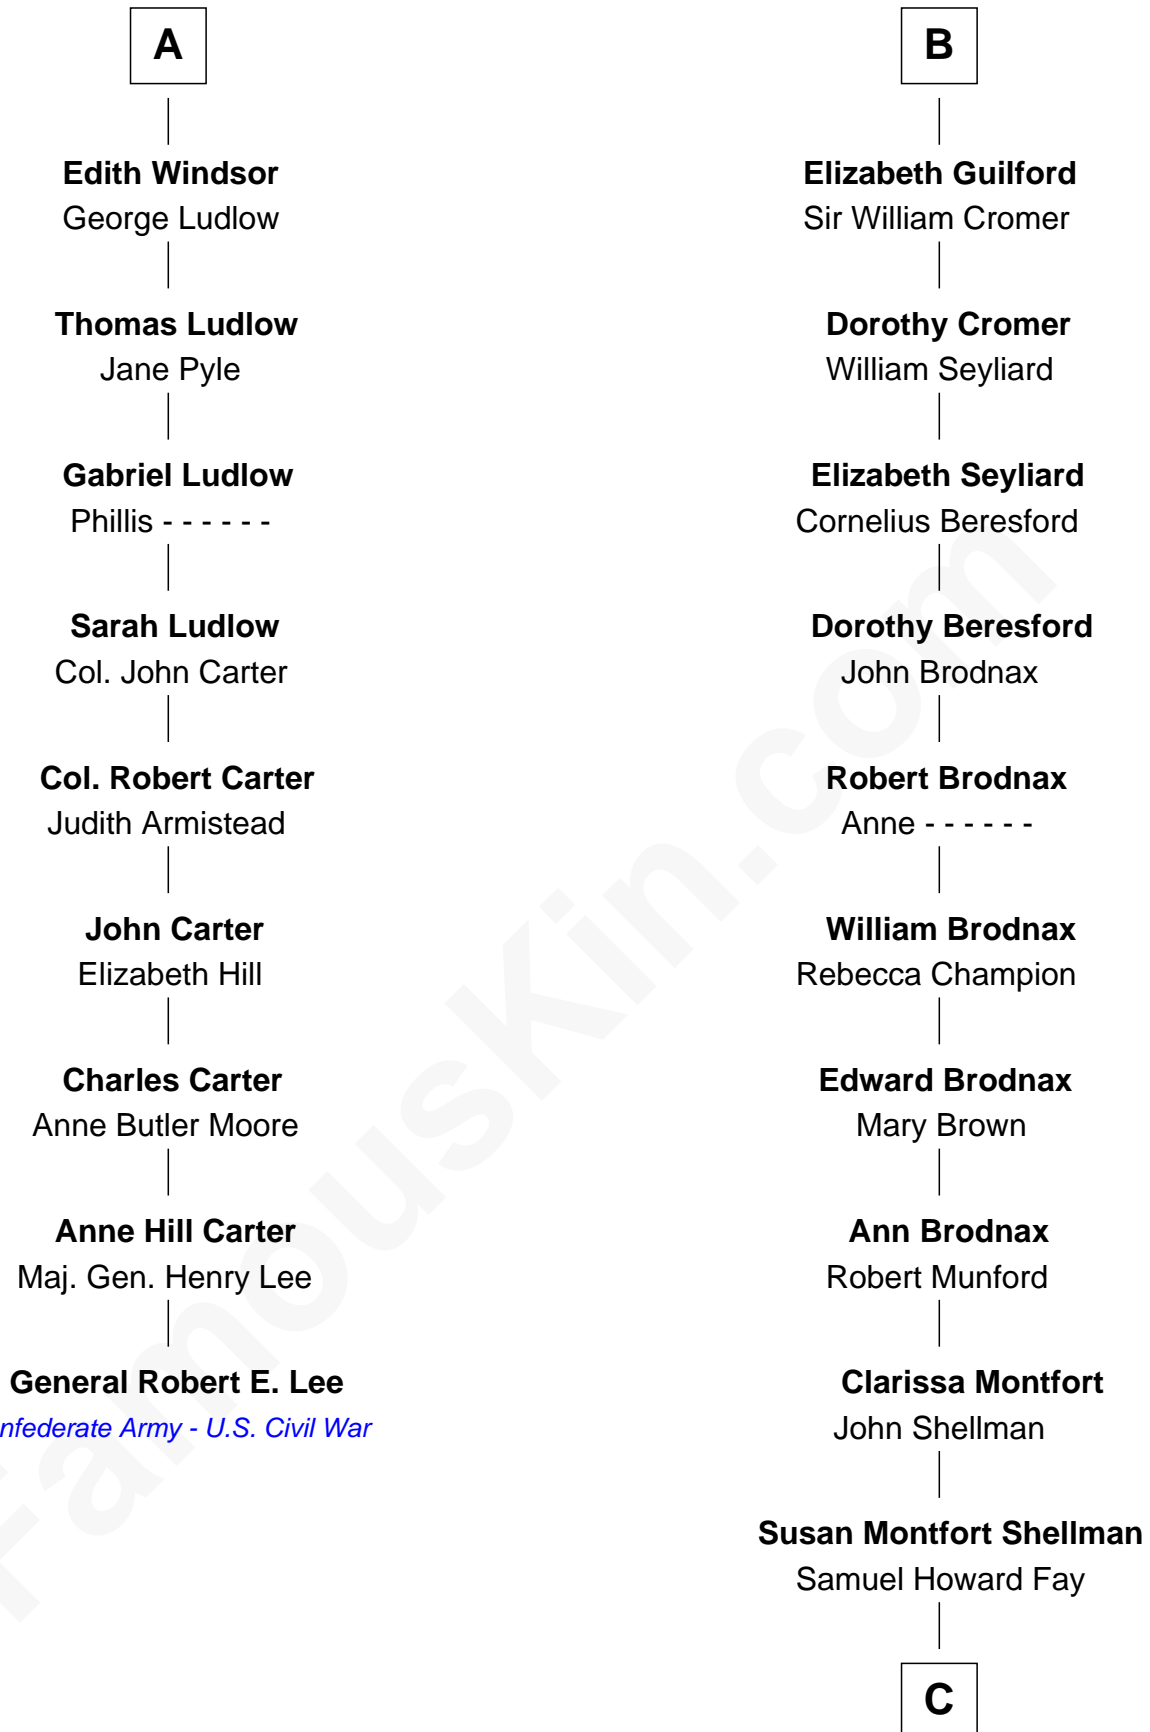 A
Edith Windsor
George Ludlow
Thomas Ludlow
Jane Pyle
Gabriel Ludlow
Phillis - - - - - -
Sarah Ludlow
Col. John Carter
Col. Robert Carter
Judith Armistead
John Carter
Elizabeth Hill
Charles Carter
Anne Butler Moore
Anne Hill Carter
Maj. Gen. Henry Lee
General Robert E. Lee
nfederate Army - U.S. Civil War
B
Elizabeth Guilford
Sir William Cromer
Dorothy Cromer
William Seyliard
Elizabeth Seyliard
Cornelius Beresford
Dorothy Beresford
John Brodnax
Robert Brodnax
Anne - - - - - -
William Brodnax
Rebecca Champion
Edward Brodnax
Mary Brown
Ann Brodnax
Robert Munford
Clarissa Montfort
John Shellman
Susan Montfort Shellman
Samuel Howard Fay
C
FamousKin.com